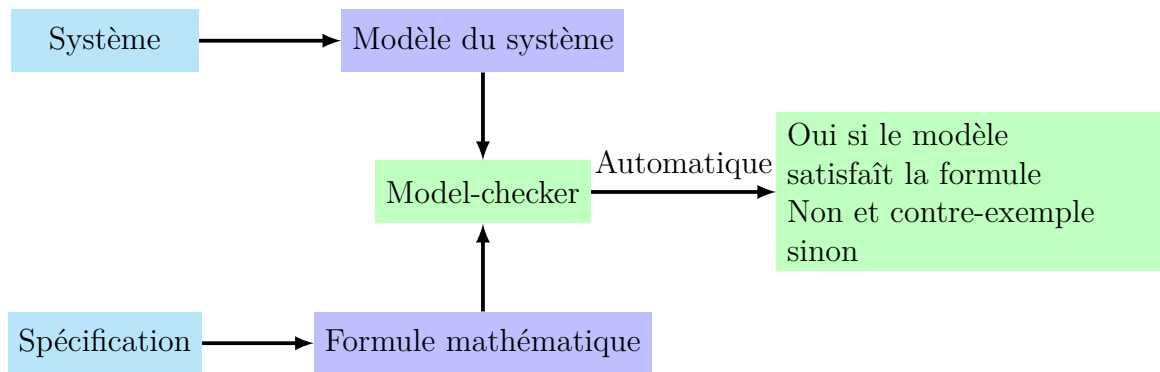 Système
Modèle du système
Model-checker
Automatique
Oui si le modèle
satisfaît la formule
Non et contre-exemple
sinon
Spécification
Formule mathématique